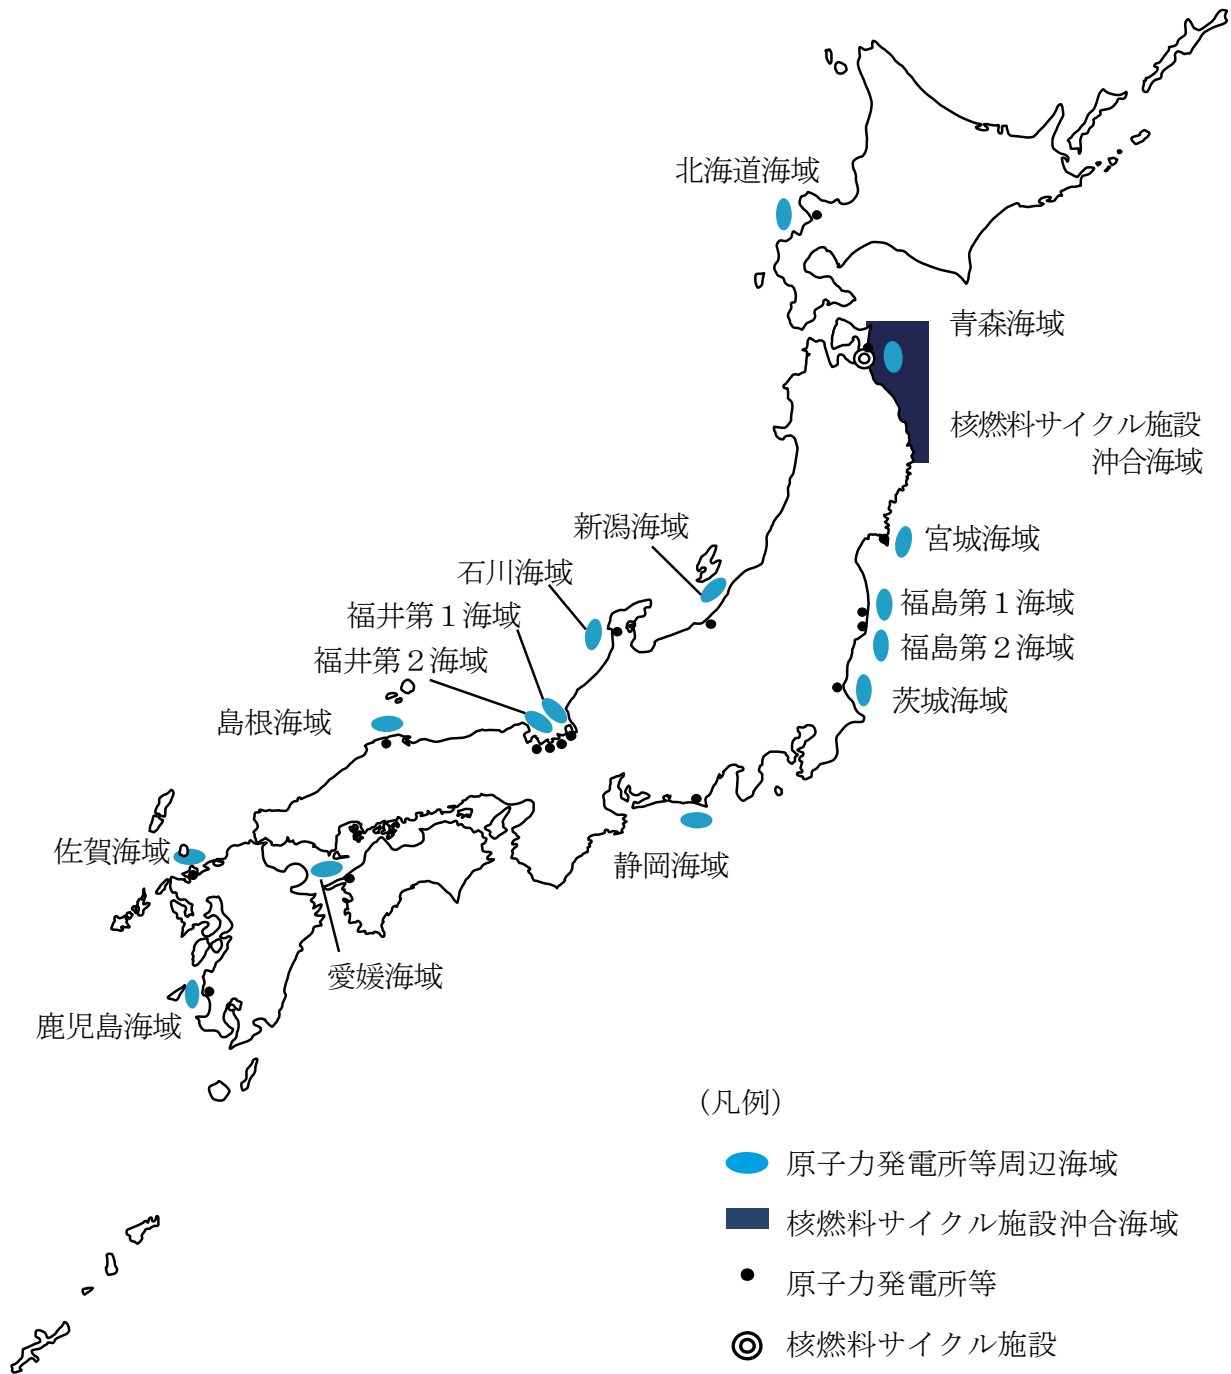 北海道海域
青森海域
核燃料サイクル施設
沖合海域
新潟海域
宮城海域
石川海域
福井第１海域
福島第１海域
福井第２海域
福島第２海域
茨城海域
島根海域
佐賀海域
静岡海域
愛媛海域
鹿児島海域
（凡例）
原子力発電所等周辺海域
核燃料サイクル施設沖合海域
原子力発電所等
核燃料サイクル施設